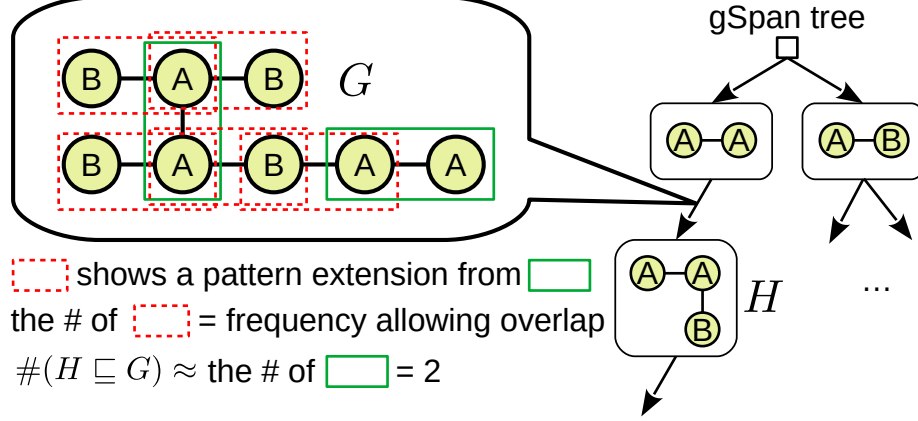 gSpan tree
B A B G
B A B A A
A A
A B
A A
B
H
...
shows a pattern extension from
the # of = frequency allowing overlap
#(H ⊑ G) ≈ the # of = 2